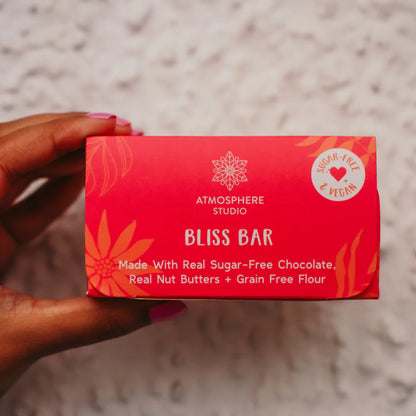 SUGAR-FREE
& VEGAN
ATMOSPHERE
STUDIO
BLISS BAR
Made With Real Sugar-Free Chocolate,
Real Nut Butters + Grain Free Flour